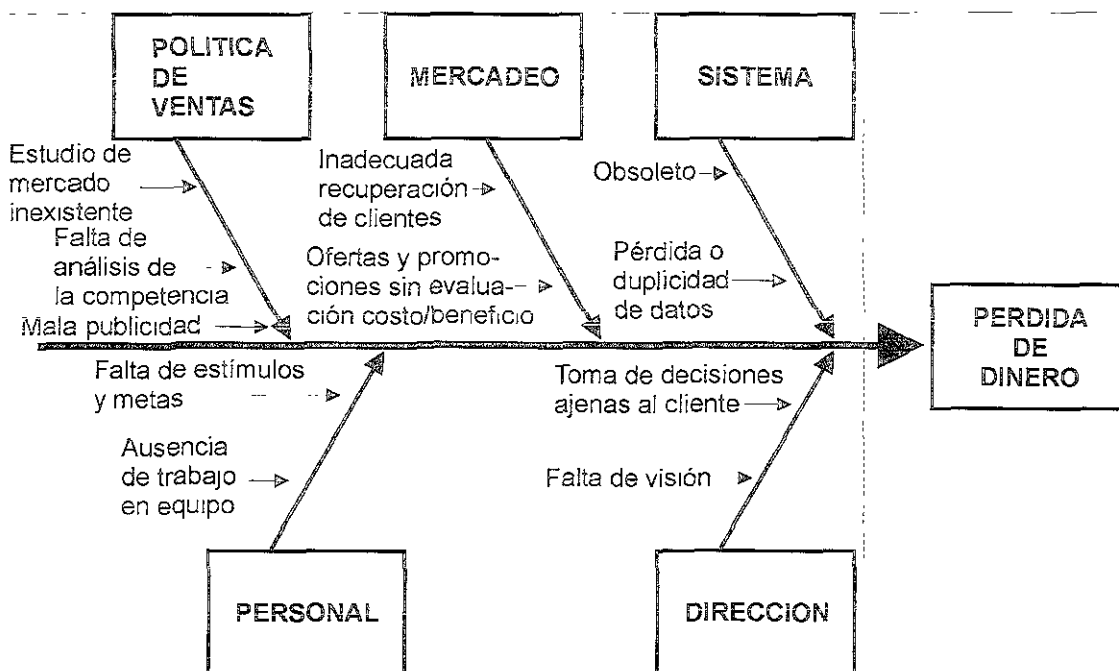 POLITICA
DE
VENTAS
MERCADEO
SISTEMA
Estudio de
mercado
inexistente
Falta de
análisis de
la competencia
Mala publicidad
Inadecuada
recuperación
de clientes
Ofertas y promo-
ciones sin evalua-
ción costo/beneficio
Obsoleto
Pérdida o
duplicidad
de datos
PERDIDA
DE
DINERO
Falta de estímulos
y metas
Ausencia
de trabajo
en equipo
Toma de decisiones
ajenas al cliente
Falta de visión
PERSONAL
DIRECCION